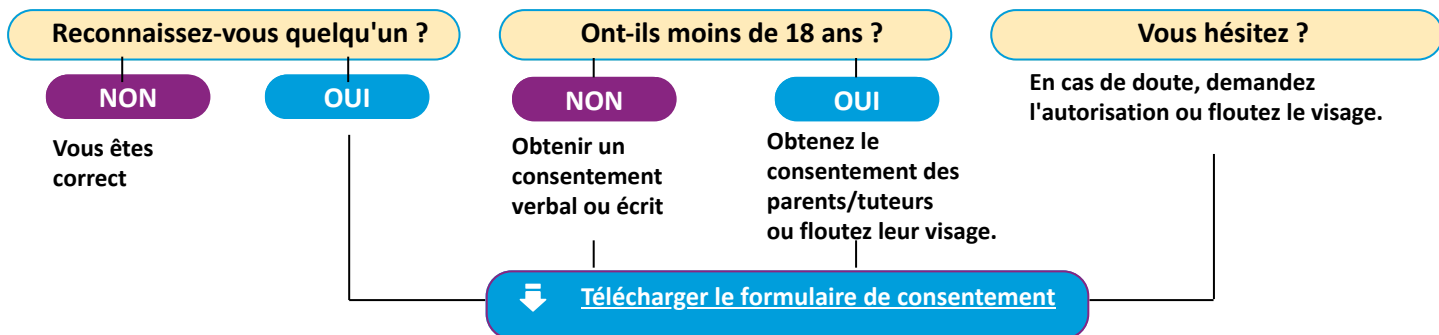 Reconnaissez-vous quelqu'un ?
NON
OUI
Vous êtes
correct
Ont-ils moins de 18 ans ?
NON
OUI
Obtenir un
consentement
verbal ou écrit
Obtenez le
consentement des
parents/tuteurs
ou floutez leur visage.
Vous hésitez ?
En cas de doute, demandez
l'autorisation ou floutez le visage.
Télécharger le formulaire de consentement